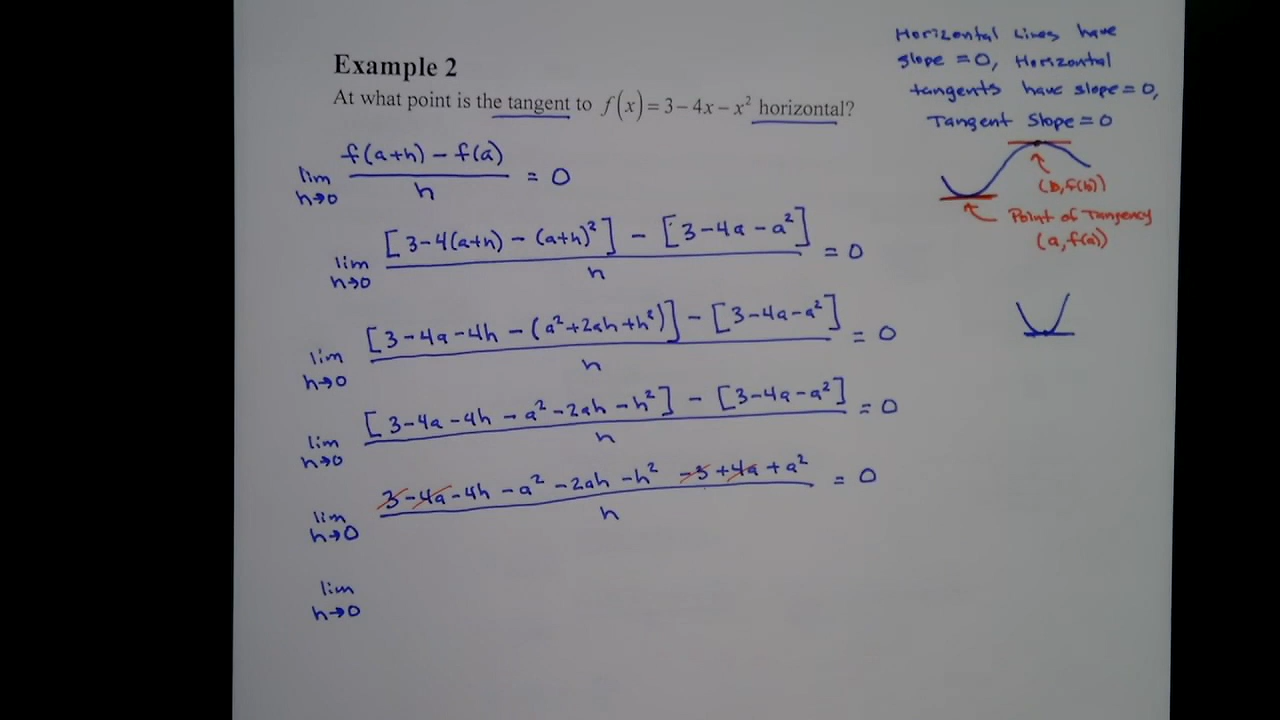 Example 2
At what point is the tangent to f(x) = 3 − 4x − x² horizontal?
lim h→0 f(a+h) − f(a) / h = 0
lim h→0 [3−4(a+h) − (a+h)²] − [3−4a−a²] / h = 0
lim h→0 [3−4a−4h − (a²+2ah+h²)] − [3−4a−a²] / h = 0
lim h→0 [3−4a−4h − a² − 2ah − h²] − [3−4a−a²] / h = 0
lim h→0 3−4a−4h − a² − 2ah − h² − 3 + 4a + a² / h = 0
lim h→0
Horizontal Lines have
slope = 0, Horizontal
tangents have slope = 0,
Tangent Slope = 0
(b, f(b))
Point of Tangency
(a, f(a))